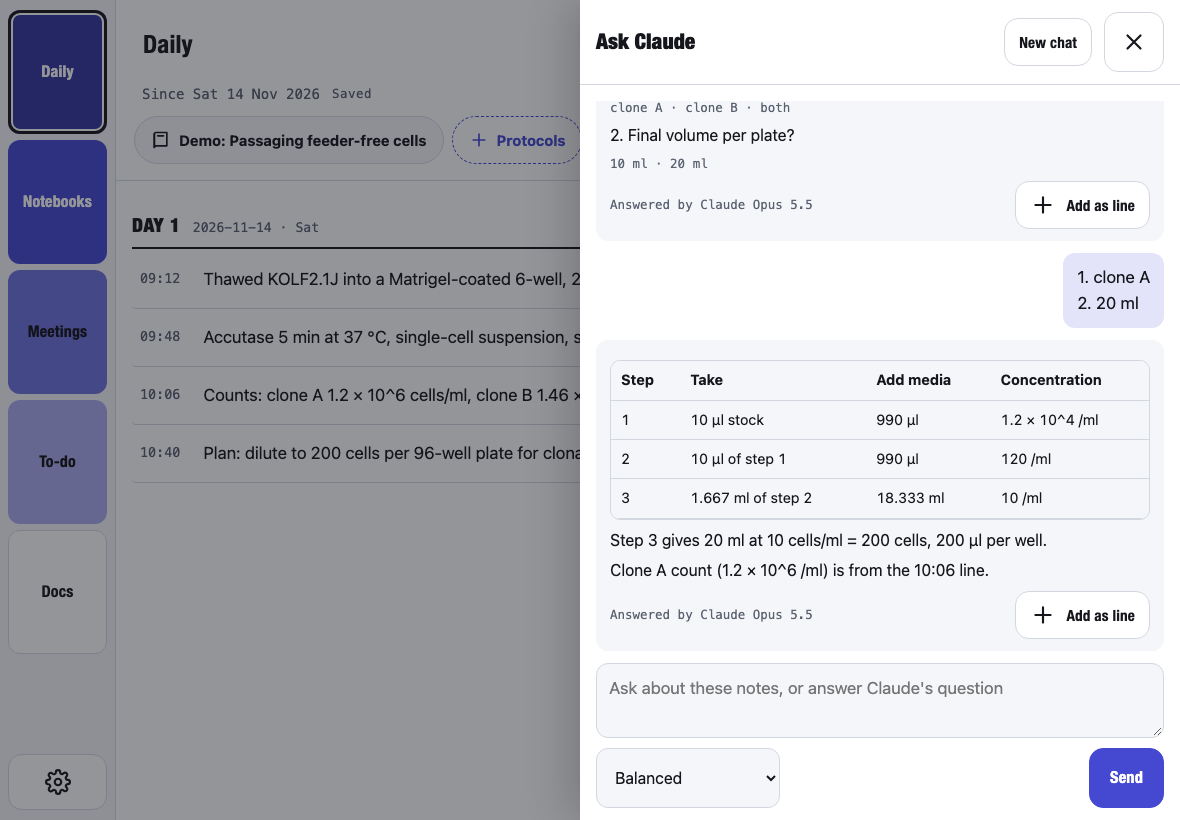 Daily
Notebooks
Meetings
To-do
Docs
Daily
Since Sat 14 Nov 2026 Saved
Demo: Passaging feeder-free cells
+ Protocols
DAY 1 2026-11-14 · Sat
09:12 Thawed KOLF2.1J into a Matrigel-coated 6-well, 2
09:48 Accutase 5 min at 37 °C, single-cell suspension, s
10:06 Counts: clone A 1.2 × 10^6 cells/ml, clone B 1.46 ×
10:40 Plan: dilute to 200 cells per 96-well plate for clona
Ask Claude
New chat
clone A · clone B · both
2. Final volume per plate?
10 ml · 20 ml
Answered by Claude Opus 5.5
+ Add as line
1. clone A
2. 20 ml
Step Take Add media Concentration
1 10 µl stock 990 µl 1.2 × 10^4 /ml
2 10 µl of step 1 990 µl 120 /ml
3 1.667 ml of step 2 18.333 ml 10 /ml
Step 3 gives 20 ml at 10 cells/ml = 200 cells, 200 µl per well.
Clone A count (1.2 × 10^6 /ml) is from the 10:06 line.
Answered by Claude Opus 5.5
+ Add as line
Ask about these notes, or answer Claude's question
Balanced
Send